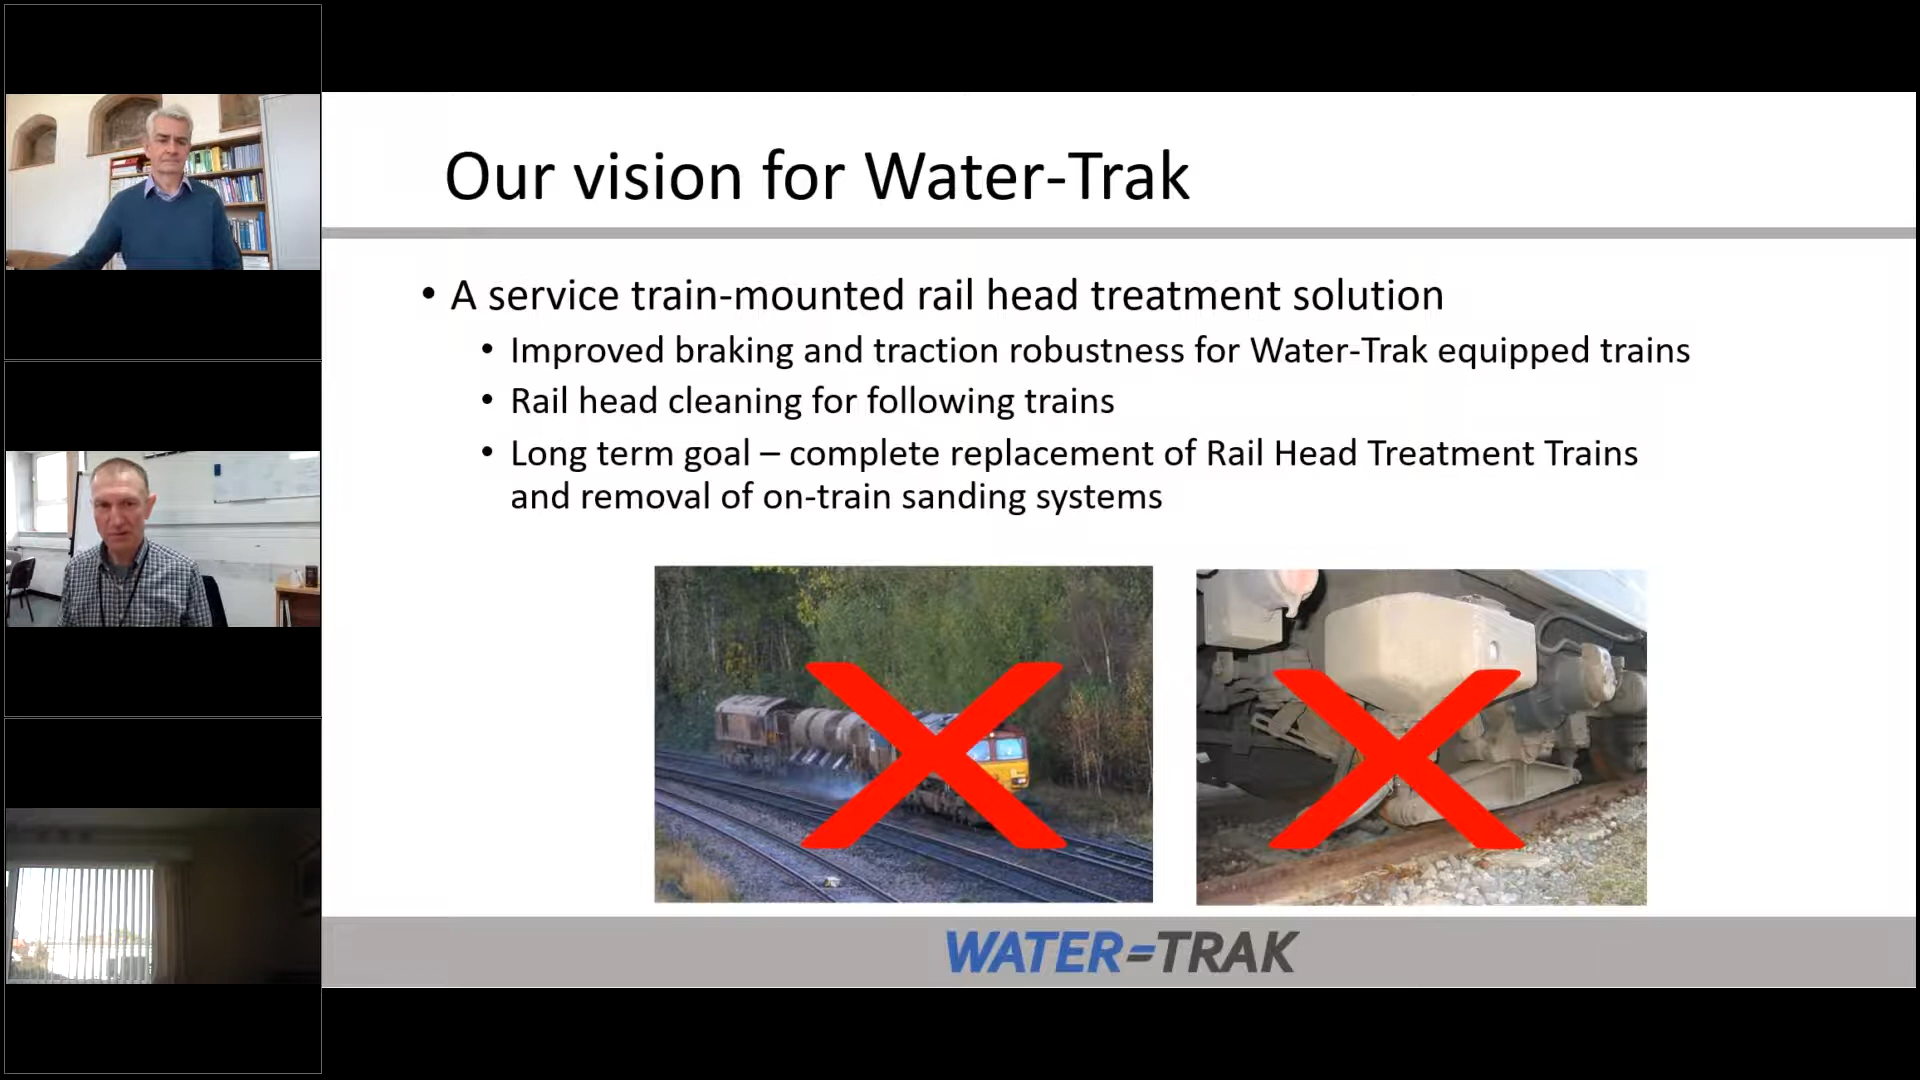 Our vision for Water-Trak
• A service train-mounted rail head treatment solution
• Improved braking and traction robustness for Water-Trak equipped trains
• Rail head cleaning for following trains
• Long term goal – complete replacement of Rail Head Treatment Trains
and removal of on-train sanding systems
WATER=TRAK